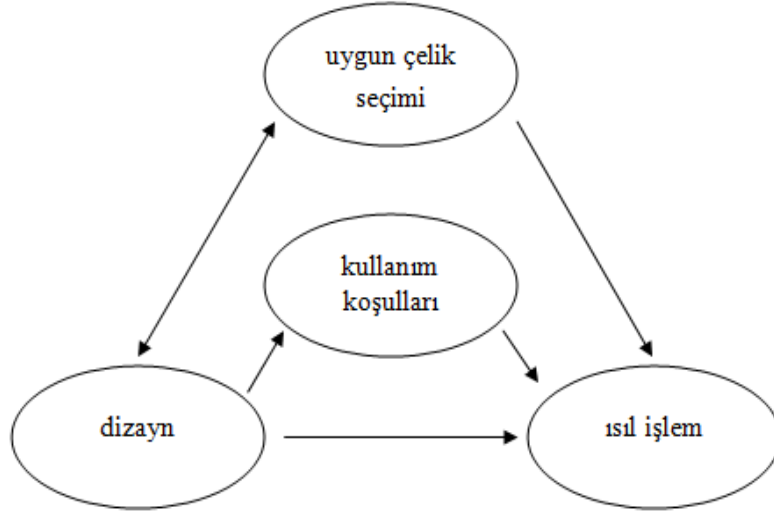 uygun çelik
seçimi
kullanım
koşulları
dizayn
ısıl işlem